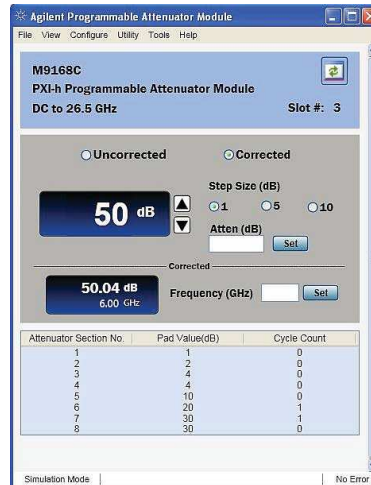 Agilent Programmable Attenuator Module
File View Configure Utility Tools Help
M9168C
PXI-h Programmable Attenuator Module
DC to 26.5 GHz Slot #: 3
Uncorrected Corrected
Step Size (dB)
1 5 10
50 dB
Atten (dB)
Set
Corrected
50.04 dB
6.00 GHz
Frequency (GHz) Set
Attenuator Section No. Pad Value(dB) Cycle Count
1 1 0
2 2 0
3 4 0
4 4 0
5 10 0
6 20 1
7 30 1
8 30 0
Simulation Mode No Error